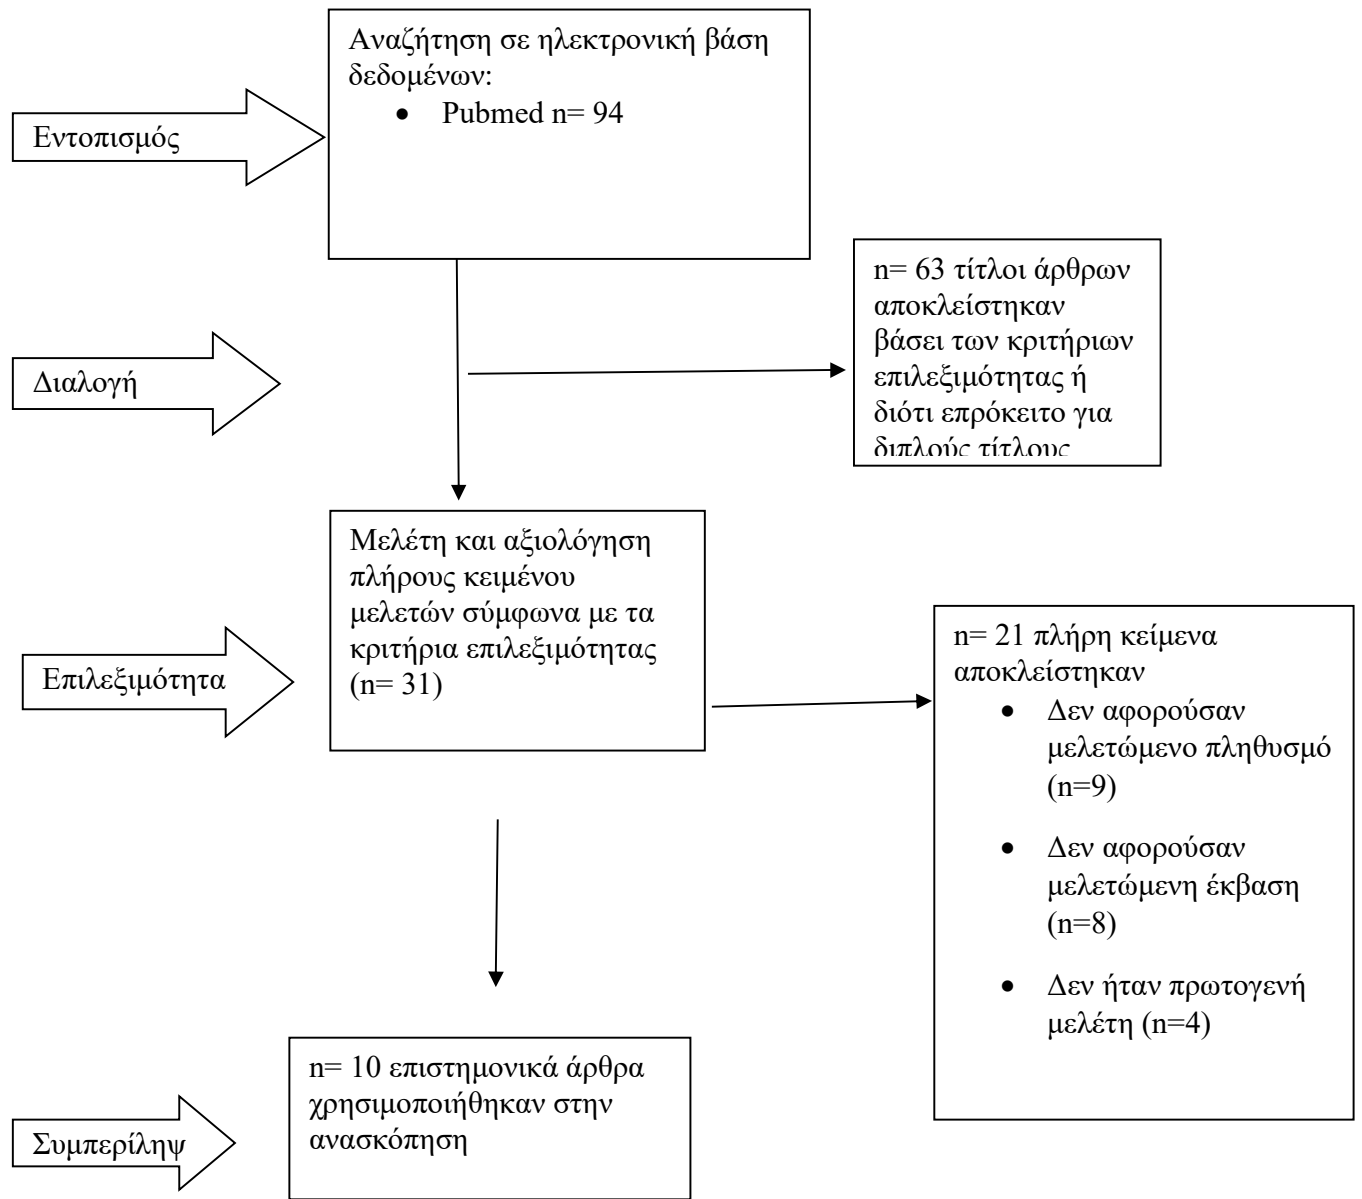 Αναζήτηση σε ηλεκτρονική βάση
δεδομένων:
• Pubmed n= 94
Εντοπισμός
n= 63 τίτλοι άρθρων
αποκλείστηκαν
βάσει των κριτήριων
επιλεξιμότητας ή
διότι επρόκειτο για
διπλούς τίτλους
Διαλογή
Μελέτη και αξιολόγηση
πλήρους κειμένου
μελετών σύμφωνα με τα
κριτήρια επιλεξιμότητας
(n= 31)
Επιλεξιμότητα
n= 21 πλήρη κείμενα
αποκλείστηκαν
• Δεν αφορούσαν
μελετώμενο πληθυσμό
(n=9)
• Δεν αφορούσαν
μελετώμενη έκβαση
(n=8)
• Δεν ήταν πρωτογενή
μελέτη (n=4)
n= 10 επιστημονικά άρθρα
χρησιμοποιήθηκαν στην
ανασκόπηση
Συμπερίληψ